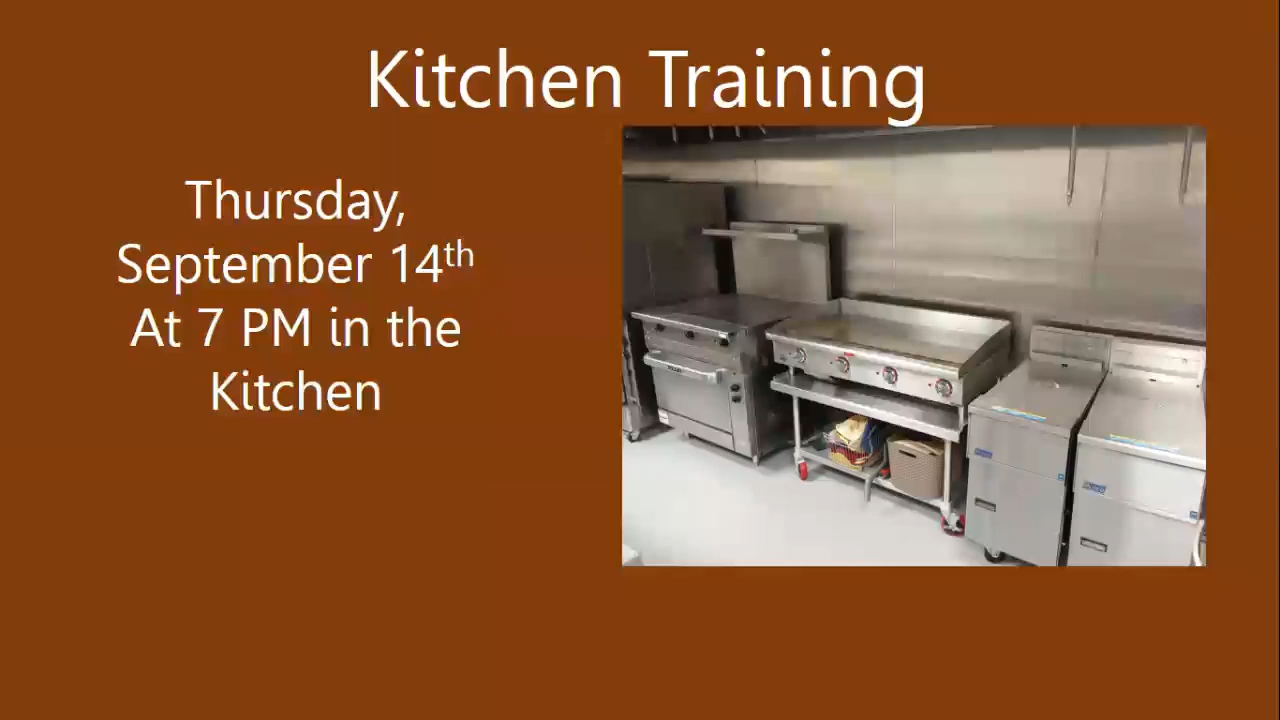 Kitchen Training
Thursday,
September 14th
At 7 PM in the
Kitchen